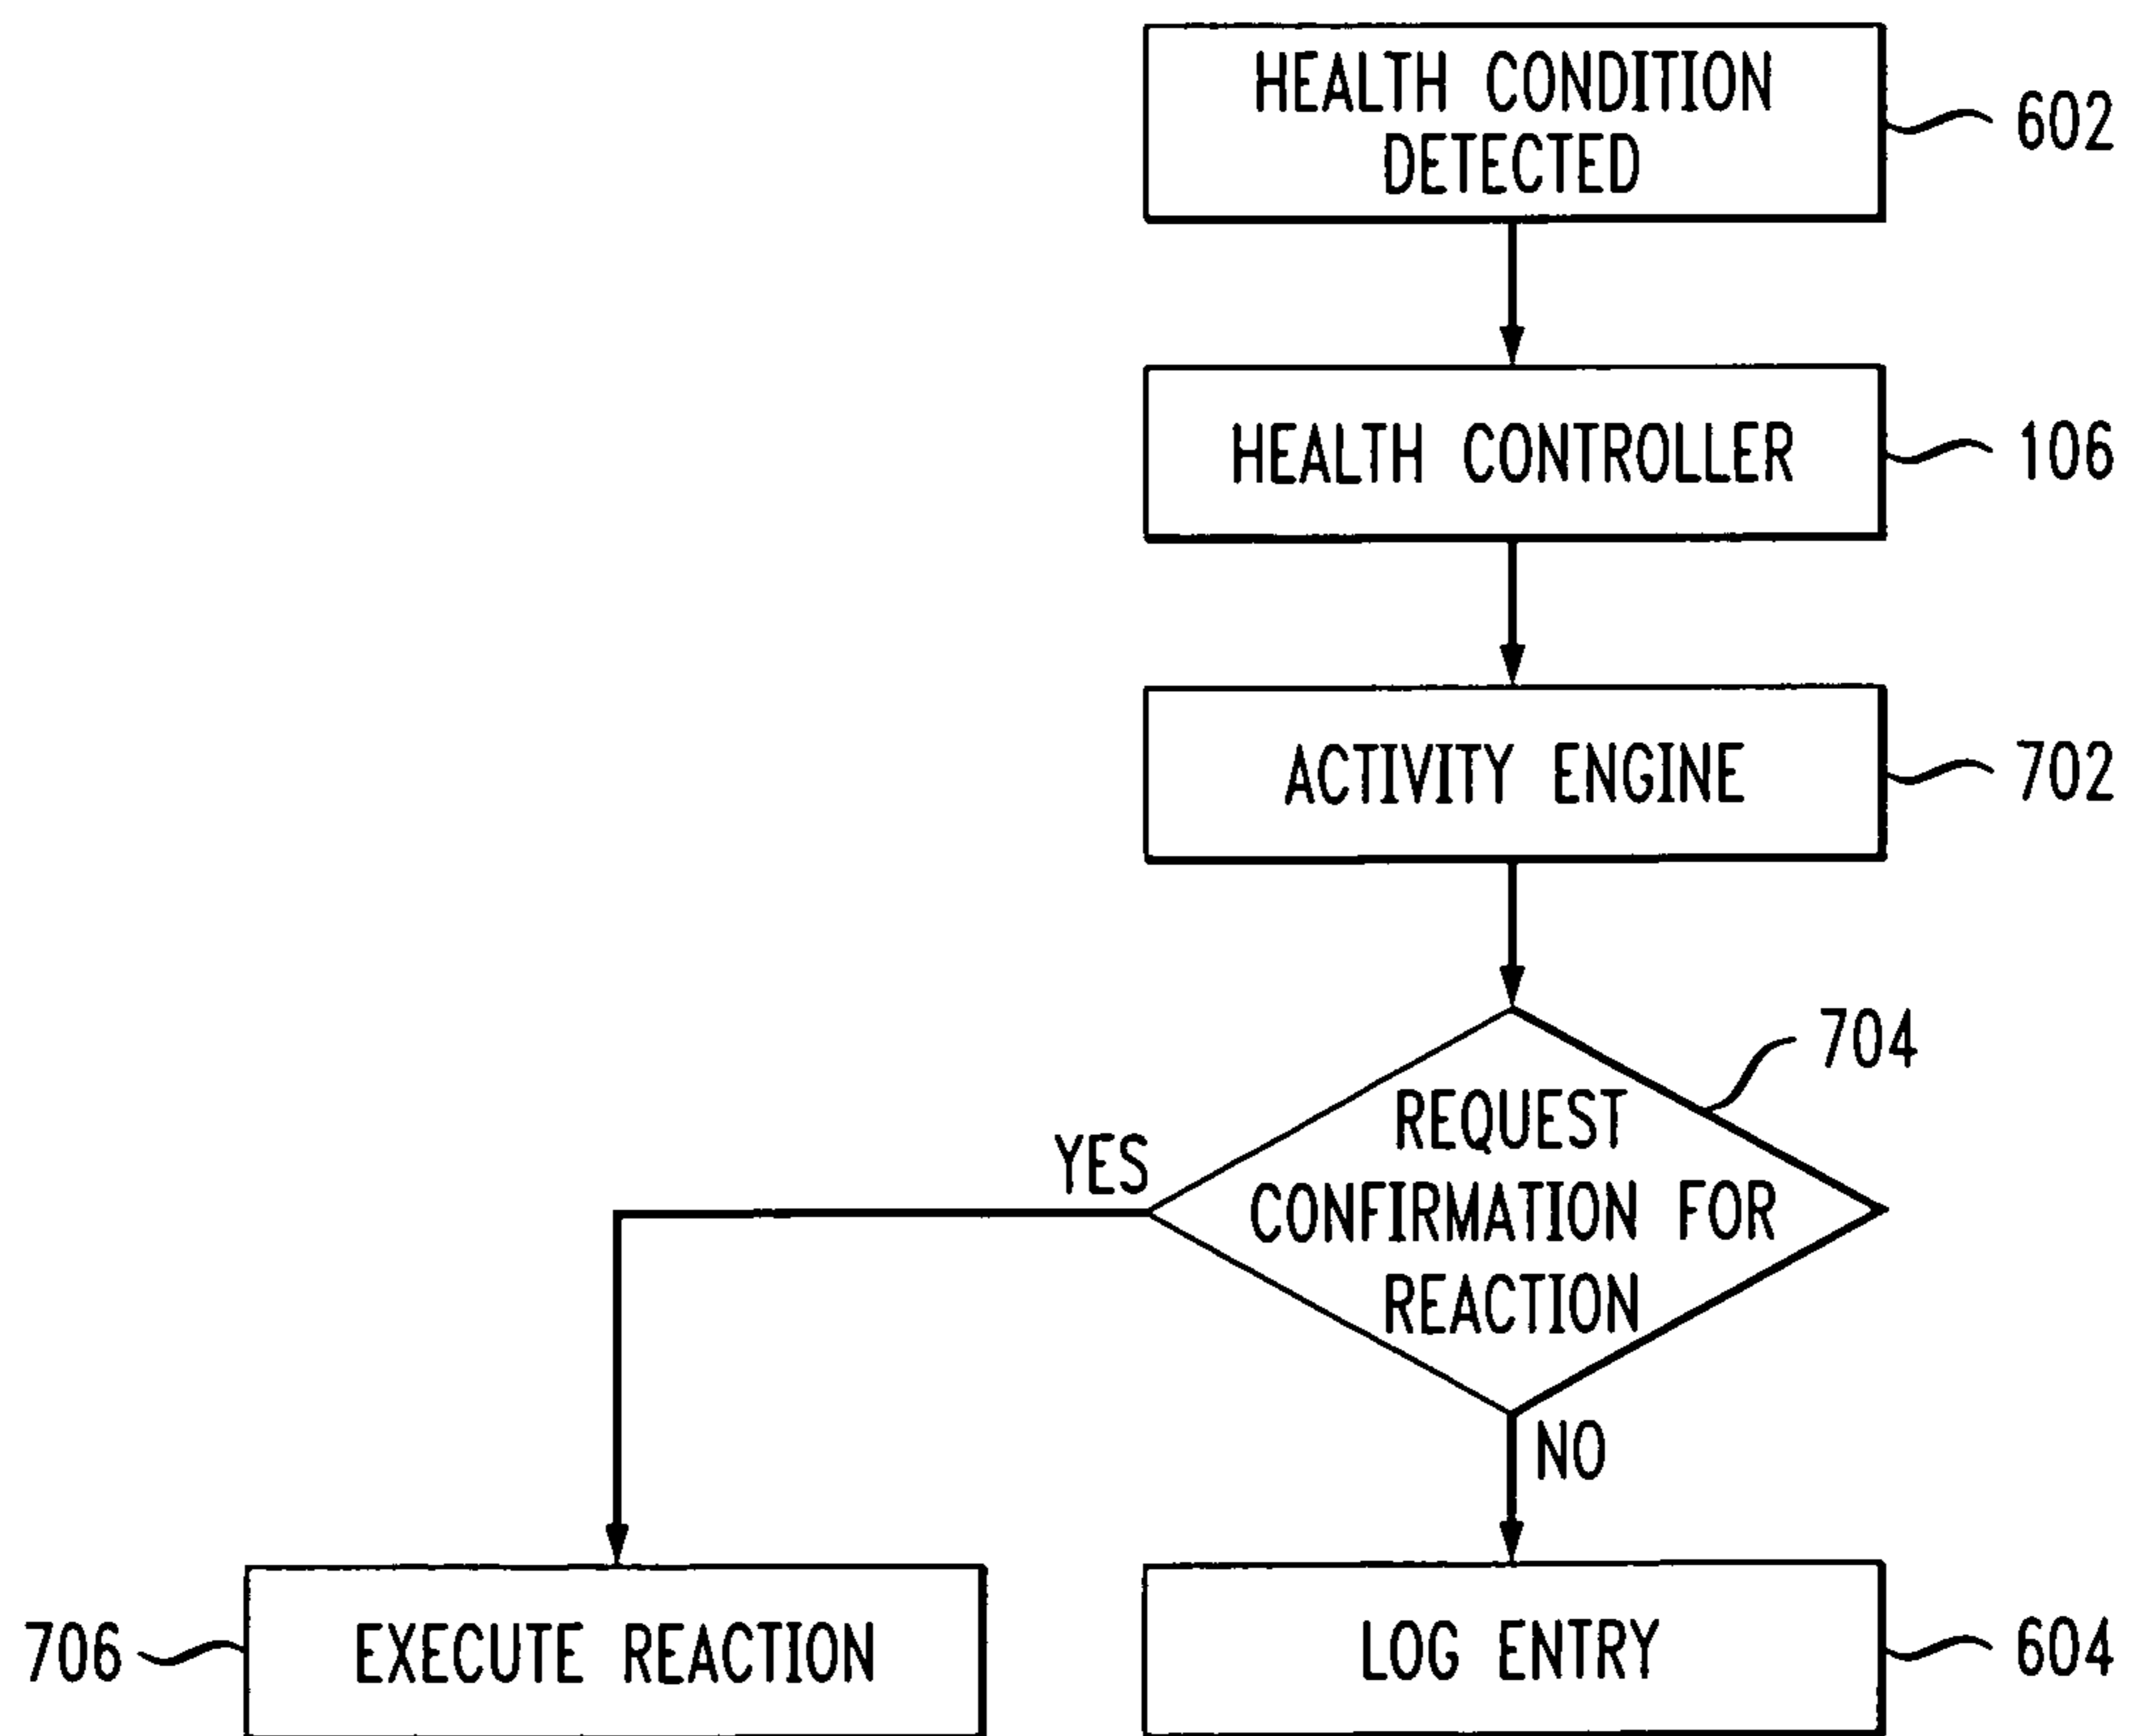 HEALTH CONDITION
DETECTED
602
HEALTH CONTROLLER
106
ACTIVITY ENGINE
702
704
REQUEST
CONFIRMATION FOR
REACTION
YES
NO
706
EXECUTE REACTION
LOG ENTRY
604